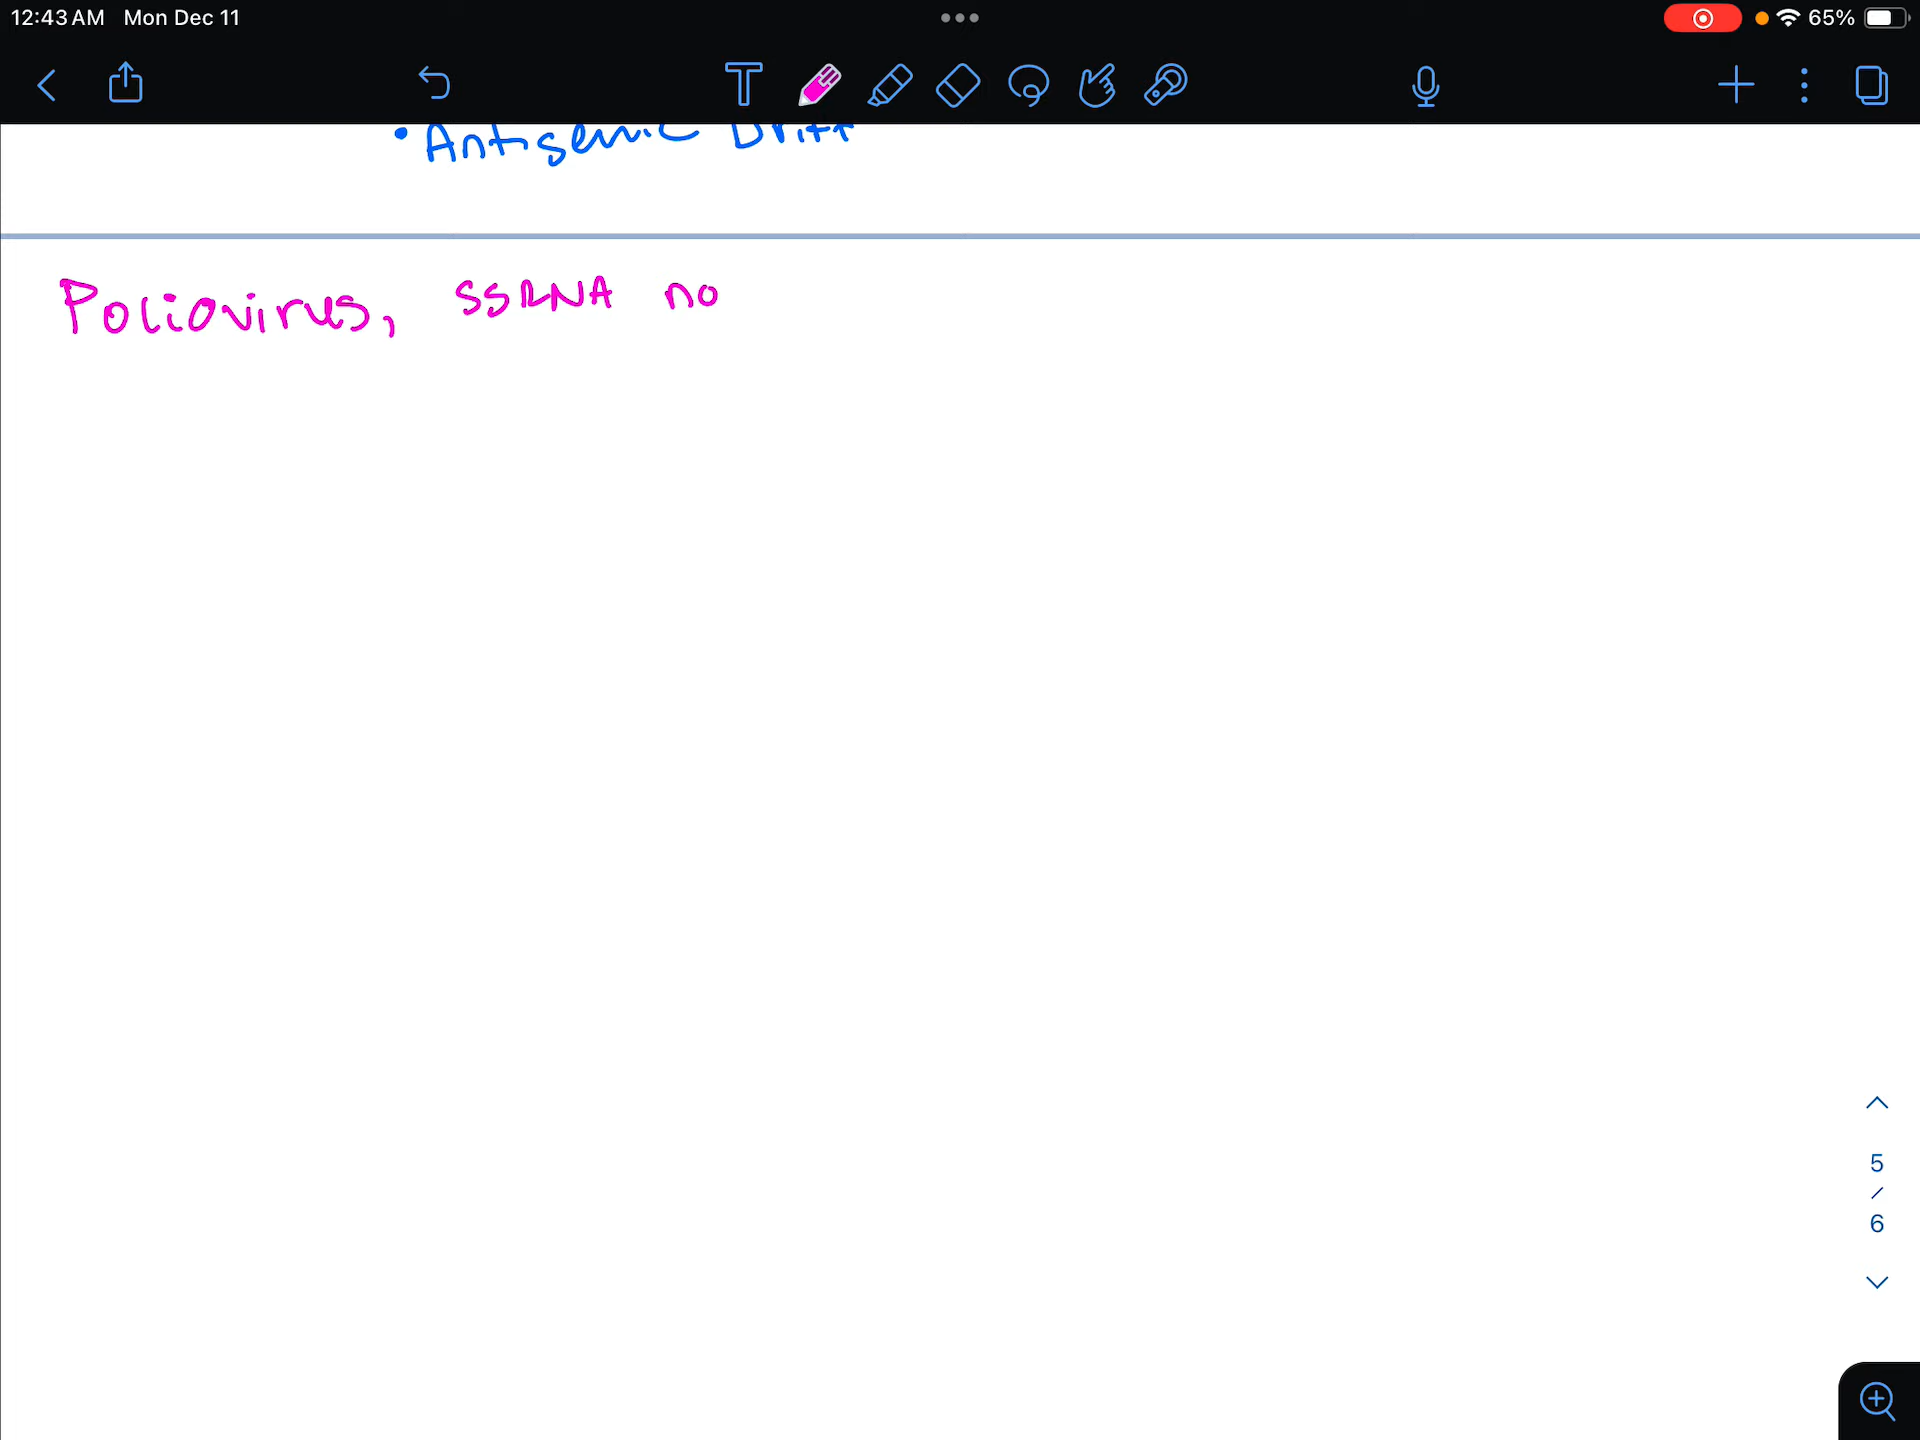 12:43 AM Mon Dec 11
65%
• Antigenic Drift
Poliovirus, SSRNA no
5
/
6